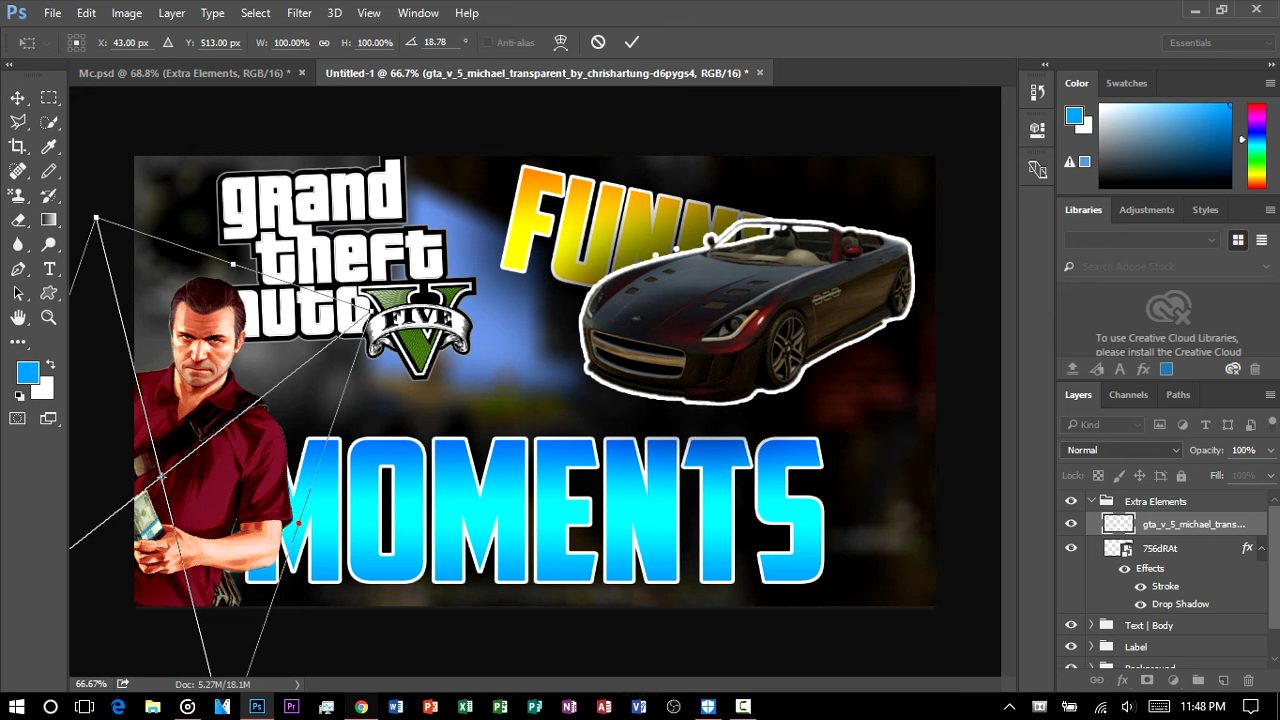 Ps File Edit Image Layer Type Select Filter 3D View Window Help
X: 43.00 px Y: 513.00 px W: 100.00% H: 100.00% 18.78 ° Anti-alias Essentials
Mc.psd @ 68.8% (Extra Elements, RGB/16) * × Untitled-1 @ 66.7% (gta_v_5_michael_transparent_by_chrishartung-d6pygs4, RGB/16) * ×
Color Swatches
Libraries Adjustments Styles
Search Adobe Stock
To use Creative Cloud Libraries,
please install the Creative Cloud
Layers Channels Paths
Kind
Normal Opacity: 100%
Lock: Fill: 100%
Extra Elements
gta_v_5_michael_trans...
756dRAt fx
Effects
Stroke
Drop Shadow
Text | Body
Label
grand
theft
auto
FIVE
V
MOMENTS
66.67% Doc: 5.27M/18.1M
Ps Pr
11:48 PM